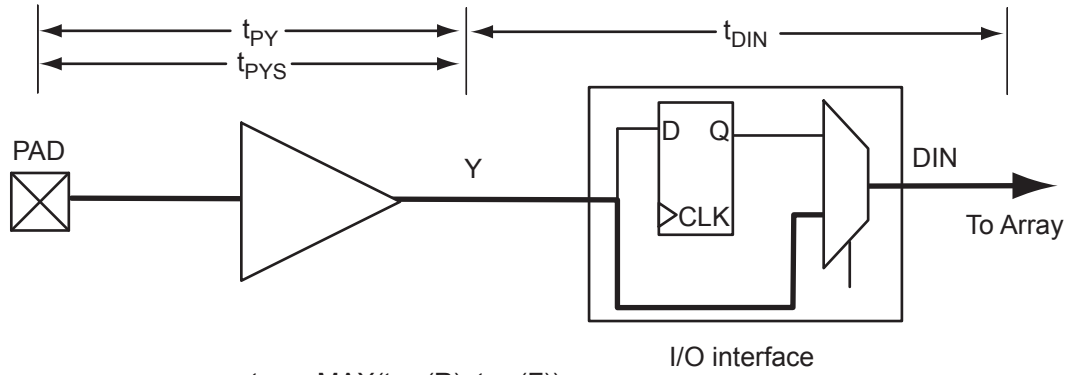 tPY
tPYS
tDIN
PAD
Y
D Q
CLK
DIN
To Array
I/O interface